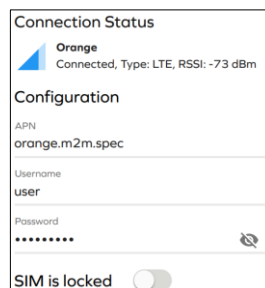 Connection Status
Orange
Connected, Type: LTE, RSSI: -73 dBm
Configuration
APN
orange.m2m.spec
Username
user
Password
•••••••••
SIM is locked